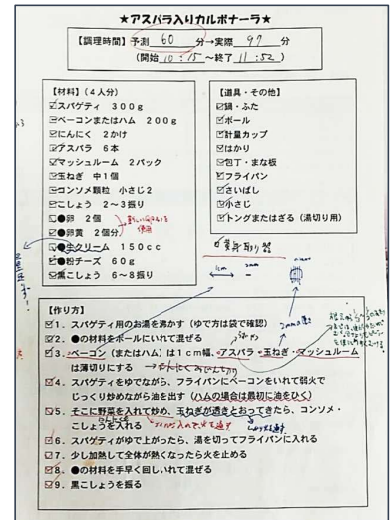 ★アスパラ入りカルボナーラ★
【調理時間】予測 60 分→実際 97 分
(開始 10:15 ~終了 11:52)
【材料】(4人分)
☑スパゲティ 300g
☑ベーコンまたはハム 200g
☑にんにく 2かけ
☑アスパラ 6本
☑マッシュルーム 2パック
☑玉ねぎ 中1個
☑コンソメ顆粒 小さじ2
☑こしょう 2~3振り
☑●卵 2個
☑●卵黄 2個分
☑●生クリーム 150cc
☑●粉チーズ 60g
☑黒こしょう 6~8振り
【道具・その他】
☑鍋・ふた
☑ボール
☑計量カップ
☑はかり
☑包丁・まな板
☑フライパン
☑さいばし
☑小さじ
☑トングまたはざる(湯切り用)
☑黄身取り器
1cm
2mm
【作り方】
☑1. スパゲティ用のお湯を沸かす(ゆで方は袋で確認)
☑2. ●の材料をボールにいれて混ぜる
2mmの薄さ
☑3. ベーコン(またはハム)は1cm幅、アスパラ・玉ねぎ・マッシュルーム
は薄切りにする
☑4. スパゲティをゆでながら、フライパンにベーコンをいれて弱火で
じっくり炒めながら油を出す(ハムの場合は最初に油をひく)
☑5. そこに野菜を入れて炒め、玉ねぎが透きとおってきたら、コンソメ・
こしょうを入れる
☑6. スパゲティがゆで上がったら、湯を切ってフライパンに入れる
☑7. 少し加熱して全体が熱くなったら火を止める
☑8. ●の材料を手早く回しいれて混ぜる
☑9. 黒こしょうを振る